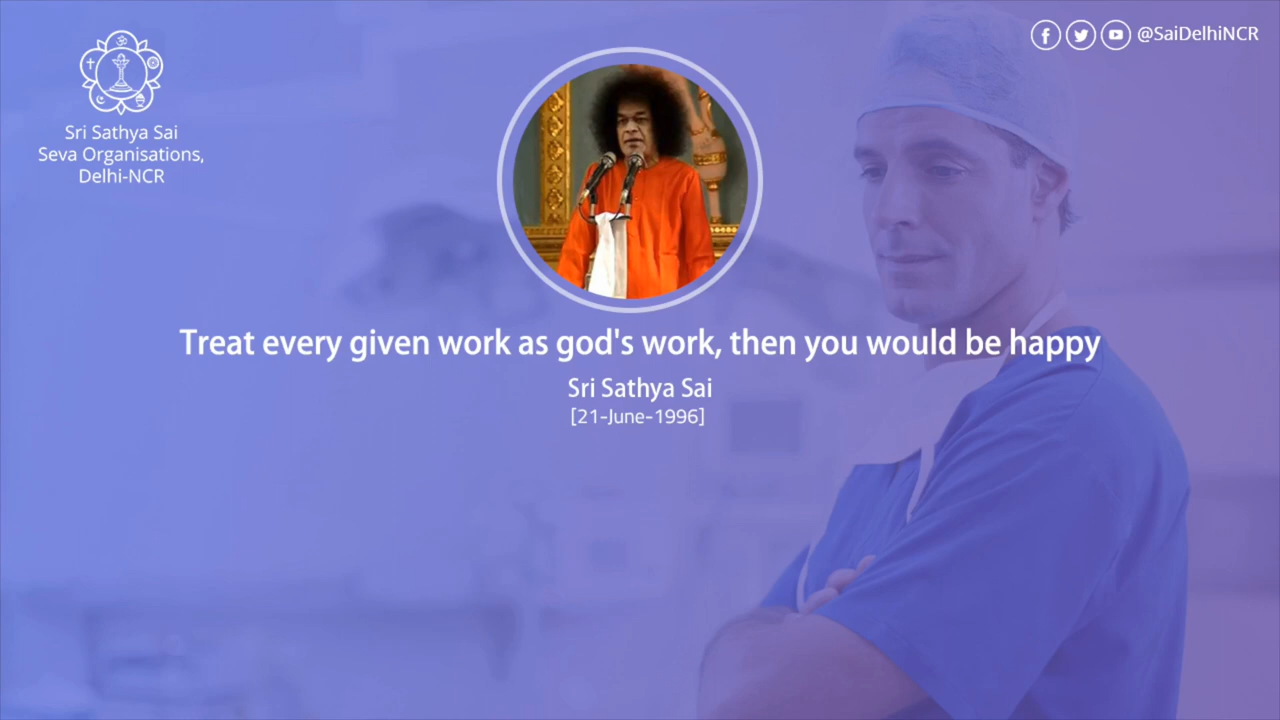 Sri Sathya Sai
Seva Organisations,
Delhi-NCR
@SaiDelhiNCR
Treat every given work as god's work, then you would be happy
Sri Sathya Sai
[21-June-1996]